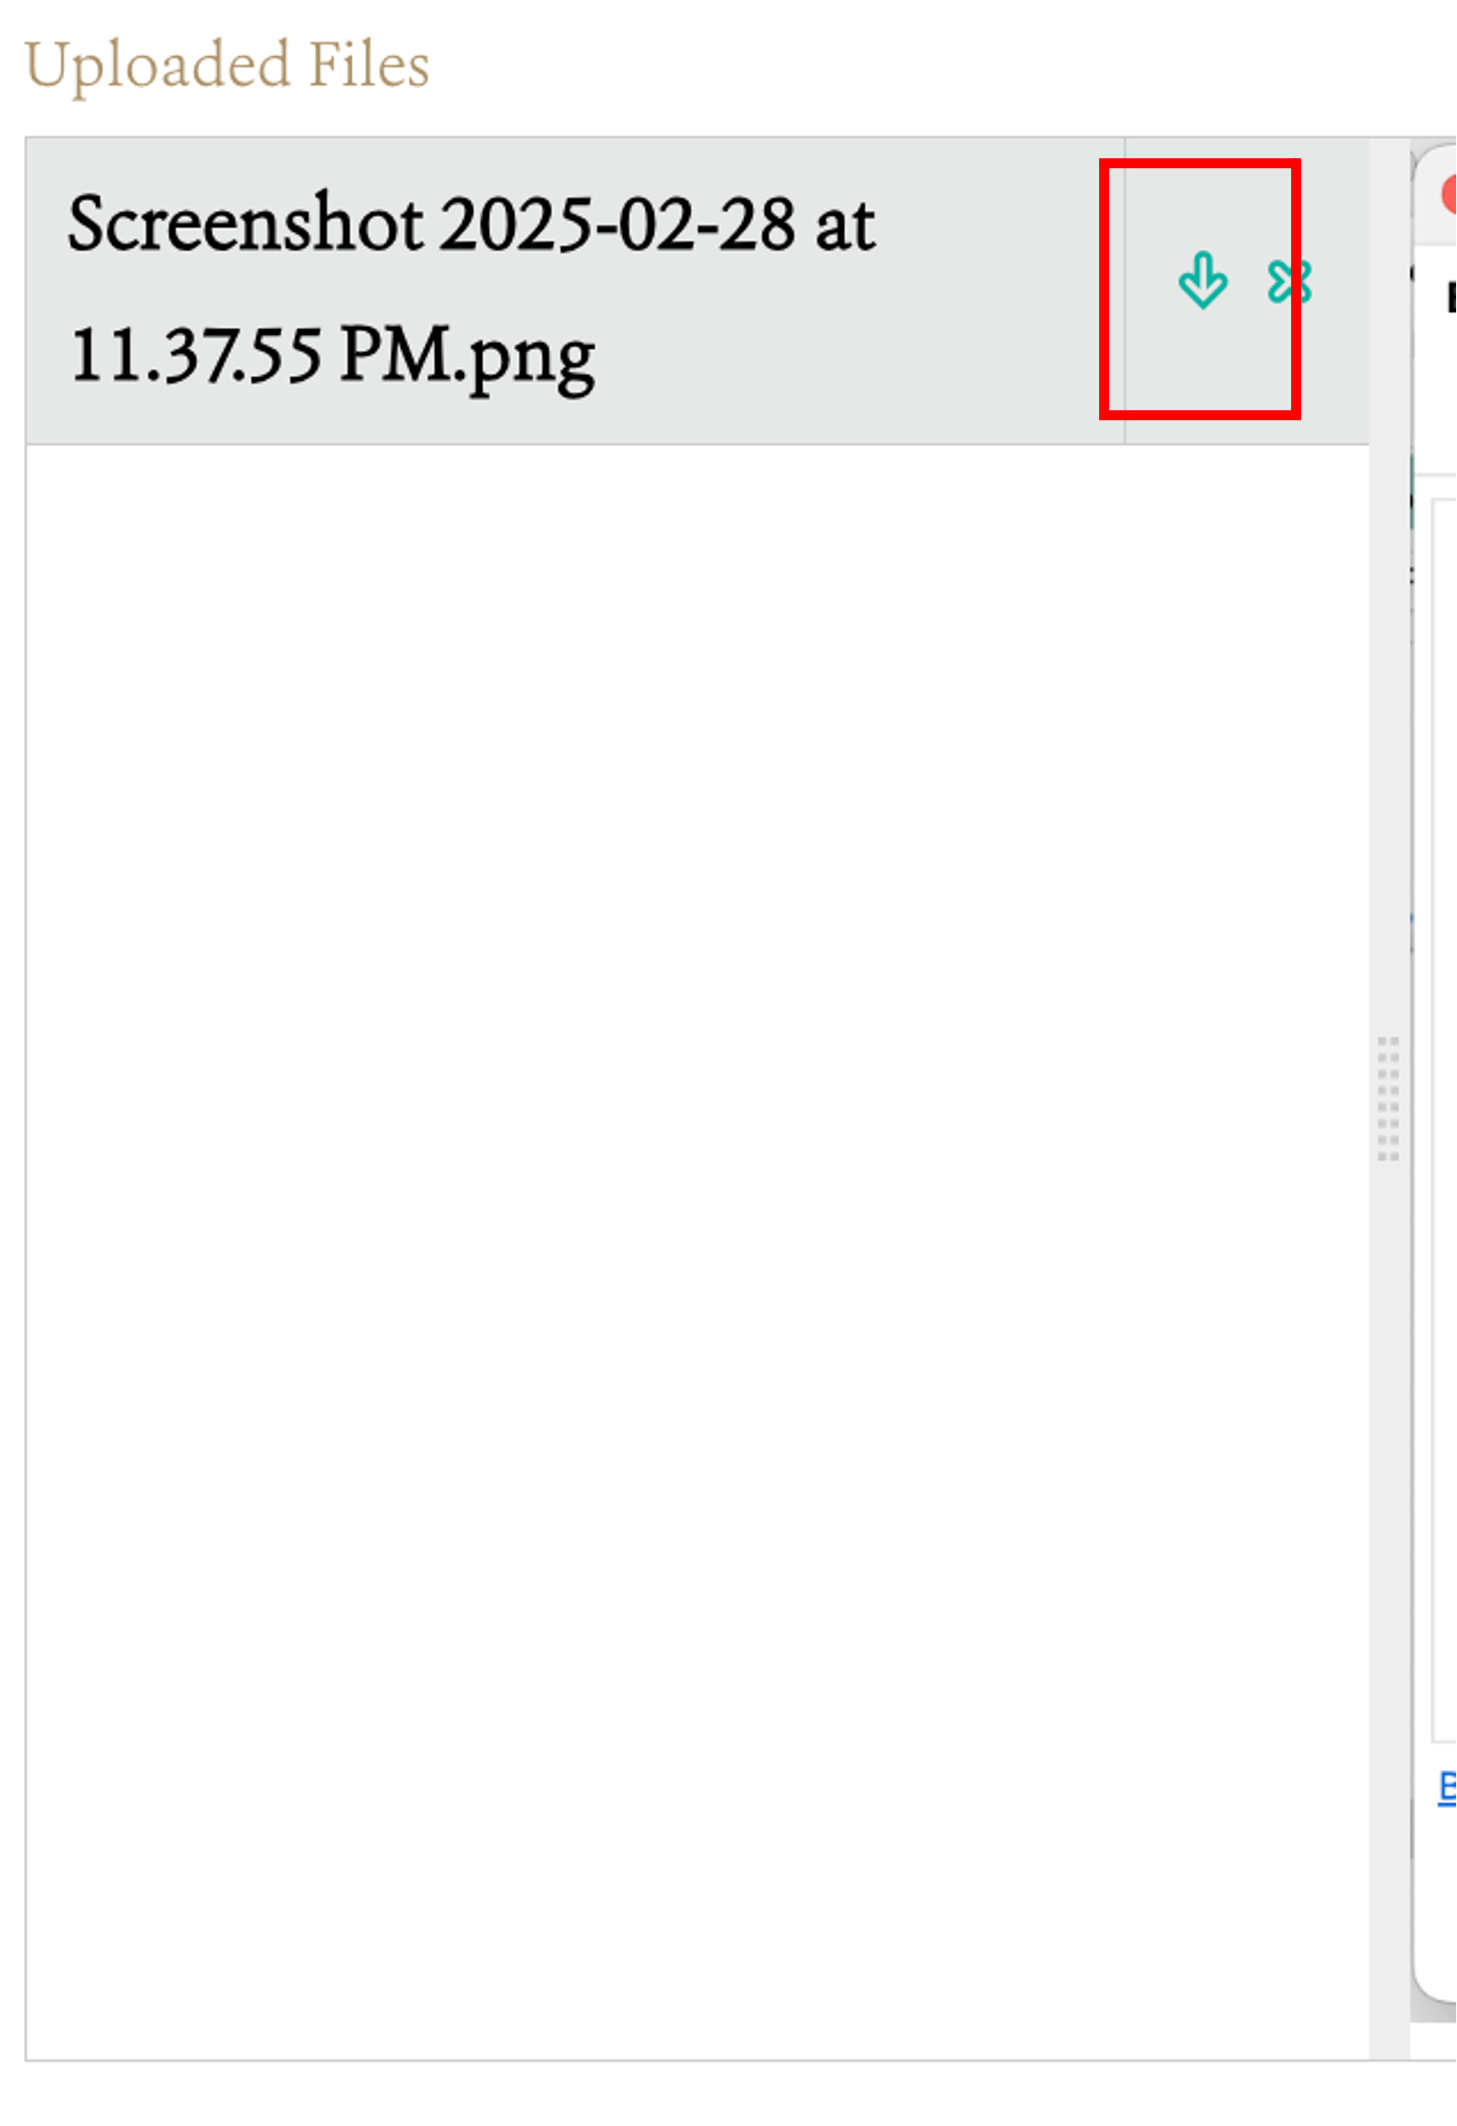 Uploaded Files
Screenshot 2025-02-28 at
11.37.55 PM.png